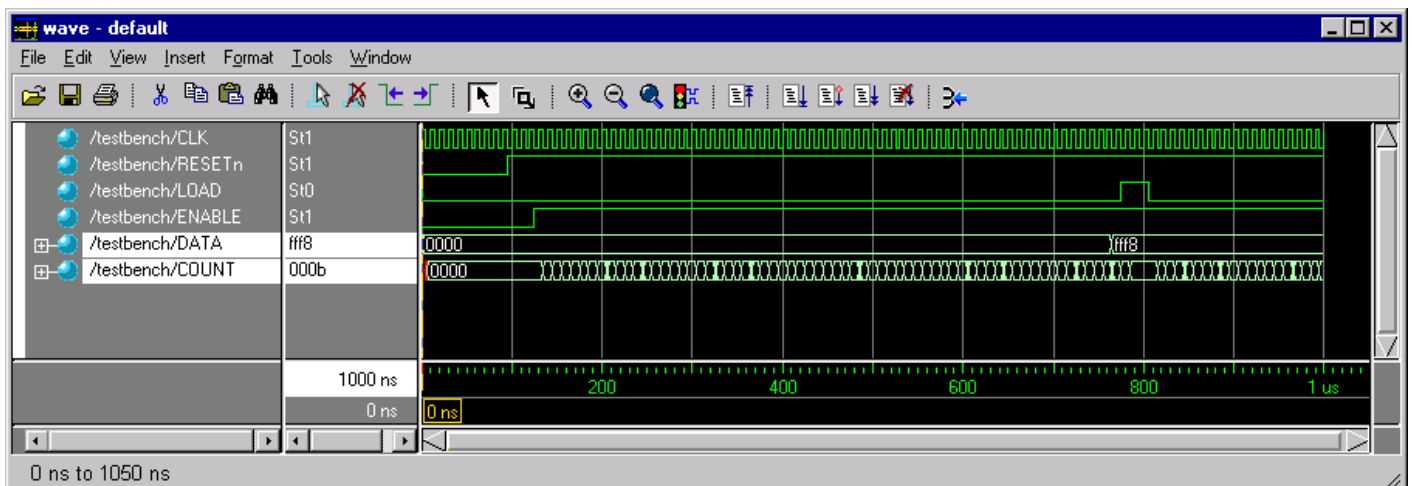 wave - default
File Edit View Insert Format Tools Window
/testbench/CLK St1
/testbench/RESETn St1
/testbench/LOAD St0
/testbench/ENABLE St1
/testbench/DATA fff8 0000 fff8
/testbench/COUNT 000b 0000
1000 ns 200 400 600 800 1 us
0 ns 0 ns
0 ns to 1050 ns